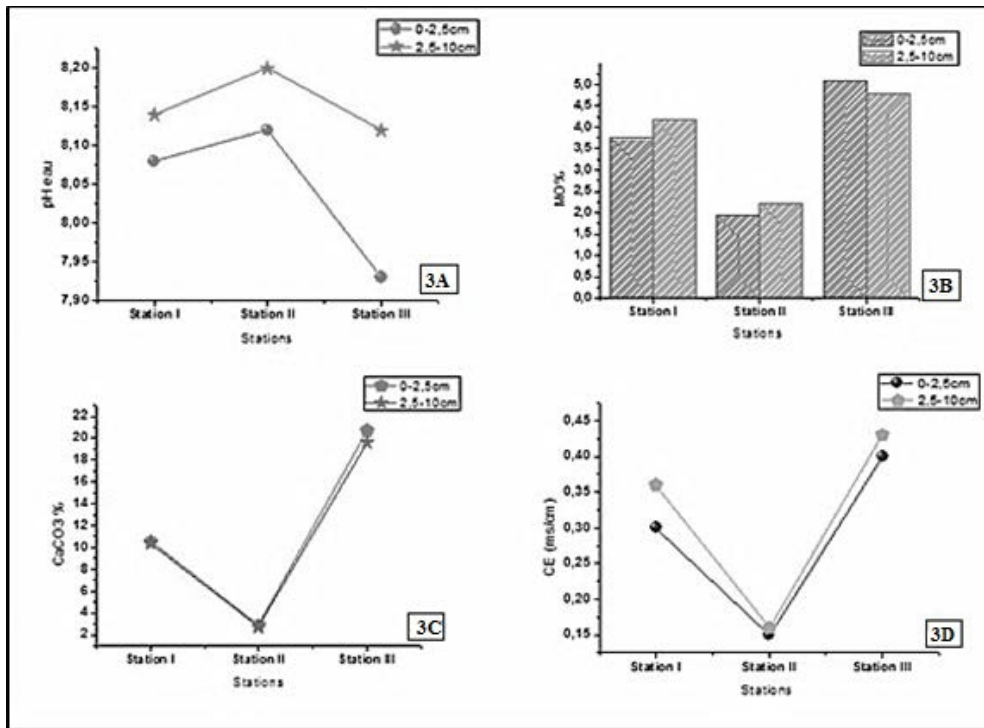 0-2,5cm
2,5-10cm
8,20
8,15
8,10
8,05
8,00
7,95
7,90
pH eau
3A
Station I Station II Station III
Stations
0-2,5cm
2,5-10cm
5,0
4,5
4,0
3,5
3,0
2,5
2,0
1,5
1,0
0,5
0,0
MO%
3B
Station I Station II Station III
Stations
0-2,5cm
2,5-10cm
22
20
18
16
14
12
10
8
6
4
2
CaCO3 %
3C
Station I Station II Station III
Stations
0-2,5cm
2,5-10cm
0,45
0,40
0,35
0,30
0,25
0,20
0,15
CE (ms/cm)
3D
Station I Station II Station III
Stations